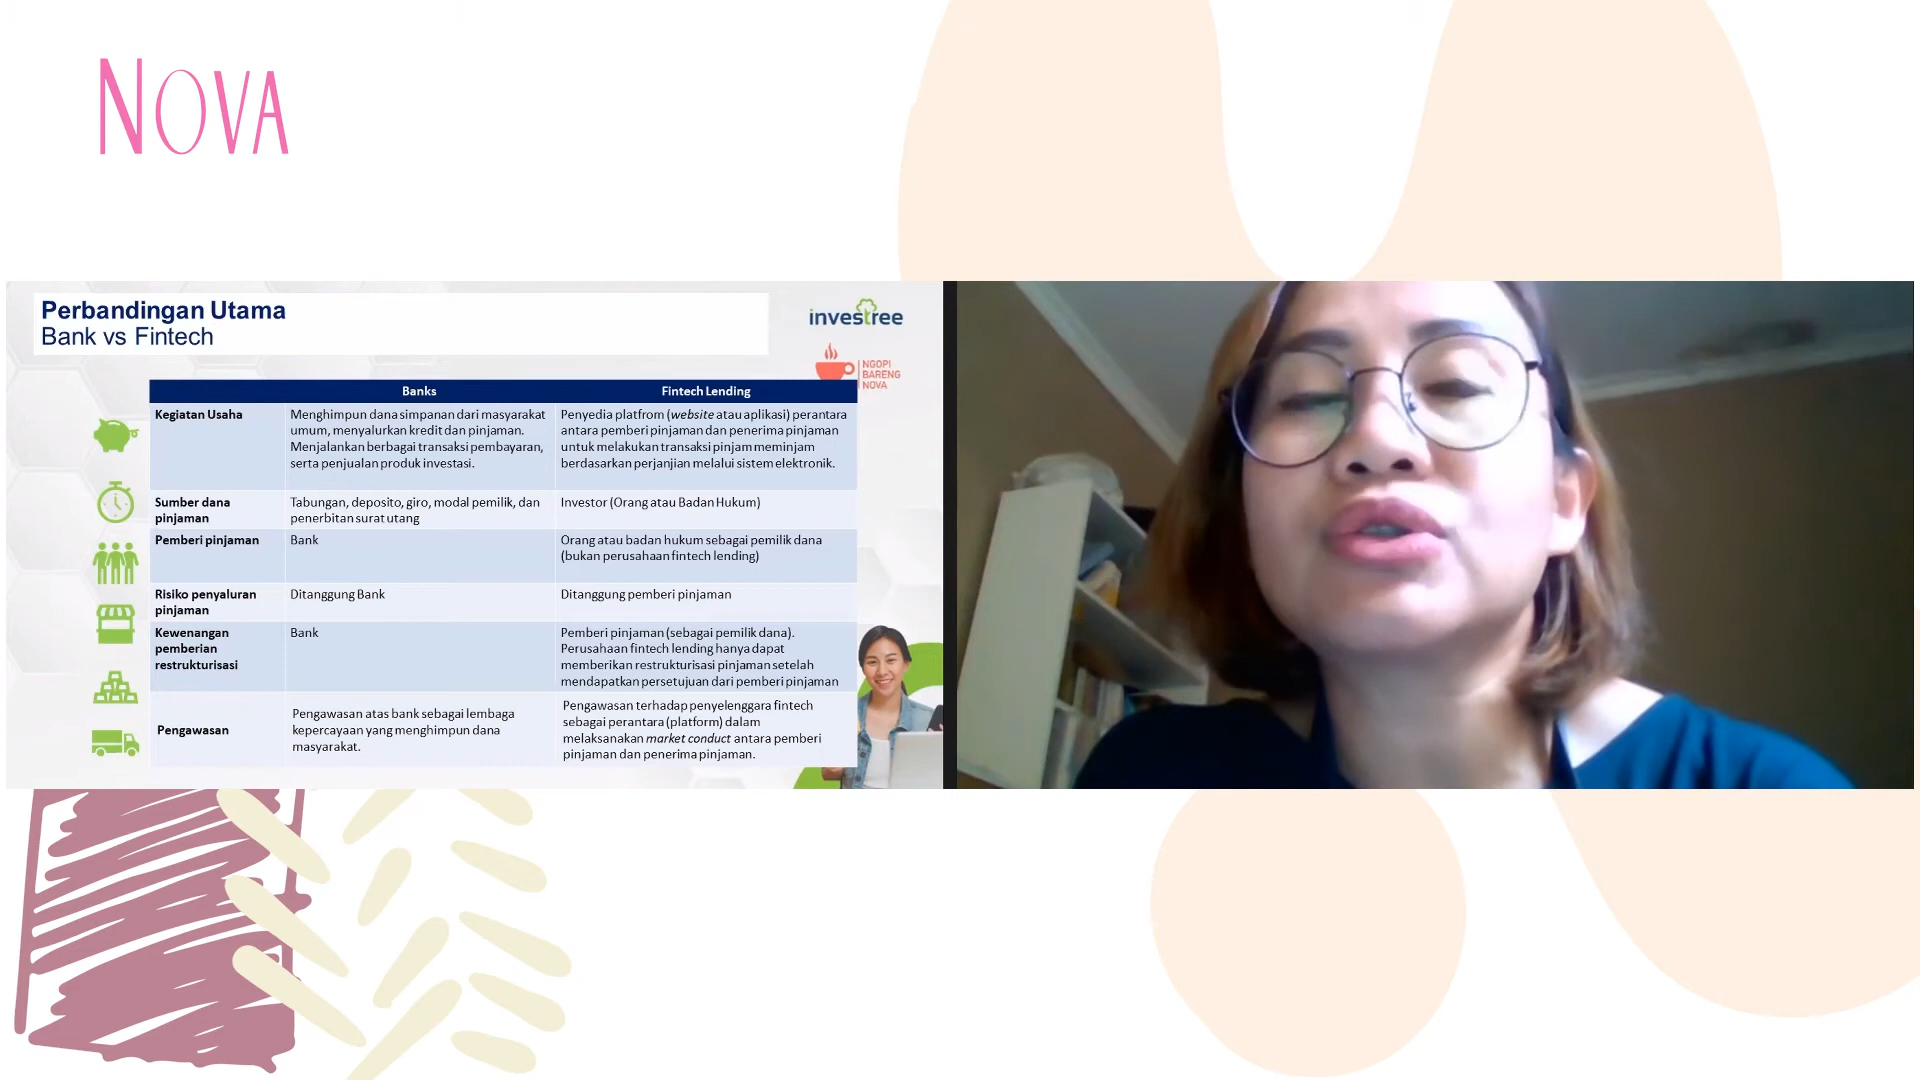 NOVA
Perbandingan Utama
Bank vs Fintech
investree
NGOPI
BARENG
NOVA
Banks
Fintech Lending
Kegiatan Usaha
Menghimpun dana simpanan dari masyarakat
umum, menyalurkan kredit dan pinjaman.
Menjalankan berbagai transaksi pembayaran,
serta penjualan produk investasi.
Penyedia platfrom (website atau aplikasi) perantara
antara pemberi pinjaman dan penerima pinjaman
untuk melakukan transaksi pinjam meminjam
berdasarkan perjanjian melalui sistem elektronik.
Sumber dana
pinjaman
Tabungan, deposito, giro, modal pemilik, dan
penerbitan surat utang
Investor (Orang atau Badan Hukum)
Pemberi pinjaman
Bank
Orang atau badan hukum sebagai pemilik dana
(bukan perusahaan fintech lending)
Risiko penyaluran
pinjaman
Ditanggung Bank
Ditanggung pemberi pinjaman
Kewenangan
pemberian
restrukturisasi
Bank
Pemberi pinjaman (sebagai pemilik dana).
Perusahaan fintech lending hanya dapat
memberikan restrukturisasi pinjaman setelah
mendapatkan persetujuan dari pemberi pinjaman
Pengawasan
Pengawasan atas bank sebagai lembaga
kepercayaan yang menghimpun dana
masyarakat.
Pengawasan terhadap penyelenggara fintech
sebagai perantara (platform) dalam
melaksanakan market conduct antara pemberi
pinjaman dan penerima pinjaman.